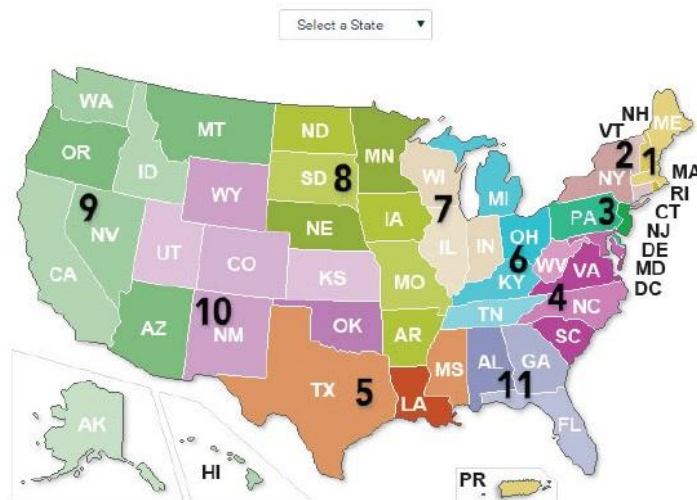 Select a State
WA
MT
ND
MN
NH
ME
VT
OR
ID
SD
8
WI
MI
2
1
NY
MA
RI
CT
WY
9
NV
IA
7
PA
3
NJ
NE
OH
DE
UT
CO
IL
IN
6
WV
MD
CA
KS
MO
KY
VA
DC
4
NC
AZ
10
NM
OK
AR
TN
SC
TX
5
MS
AL
GA
LA
11
FL
AK
HI
PR